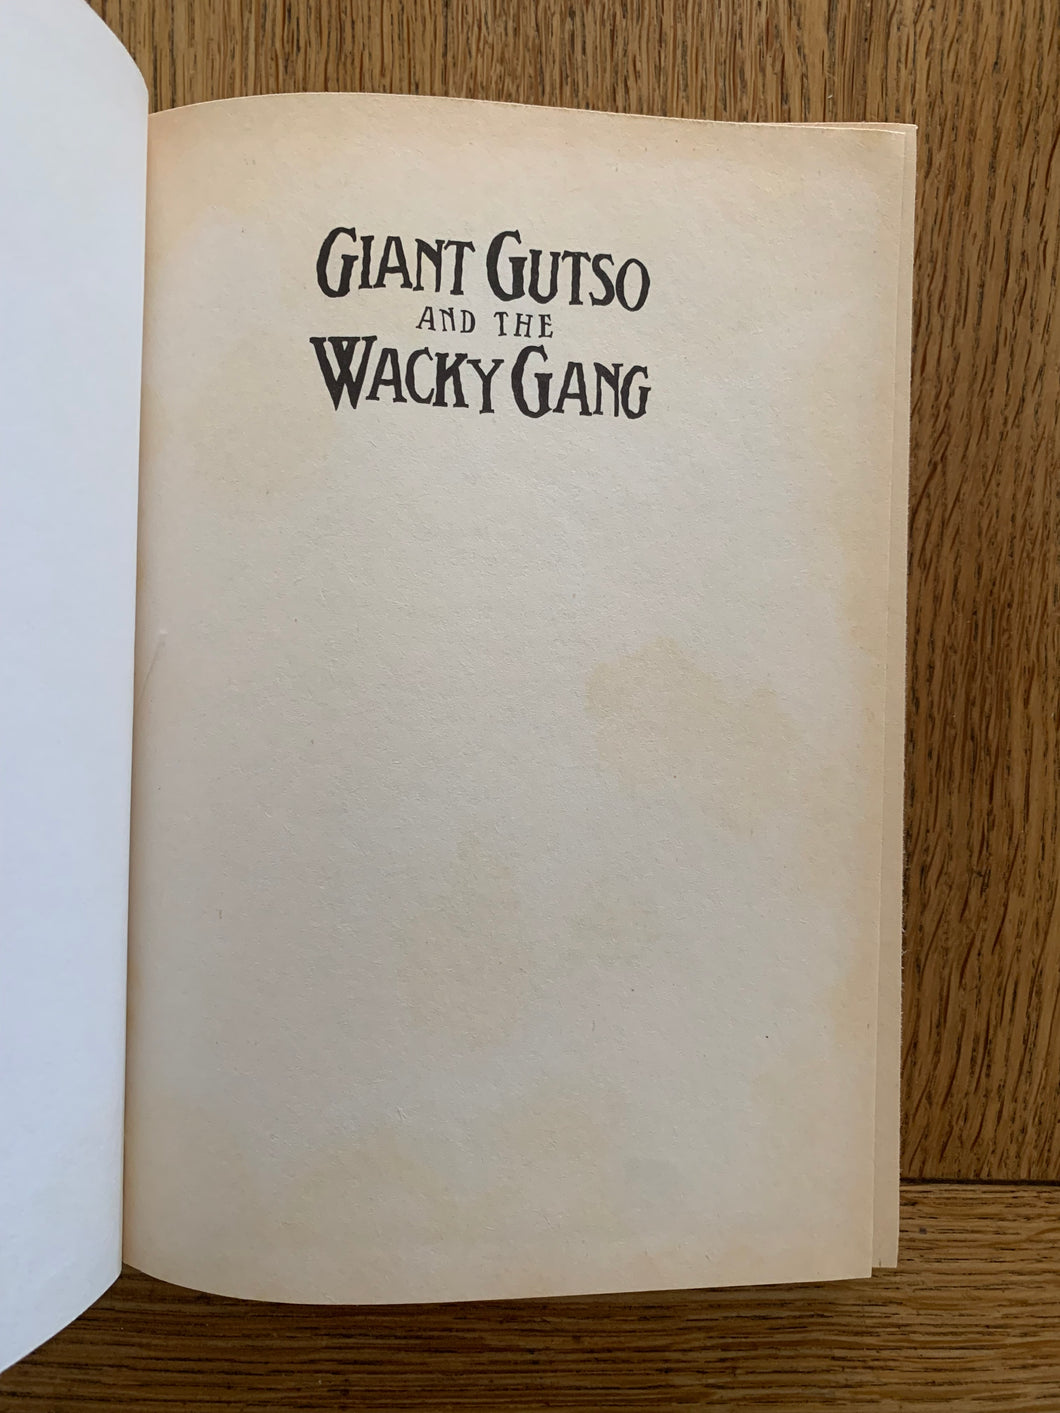 GIANT GUTSO
AND THE
WACKY GANG